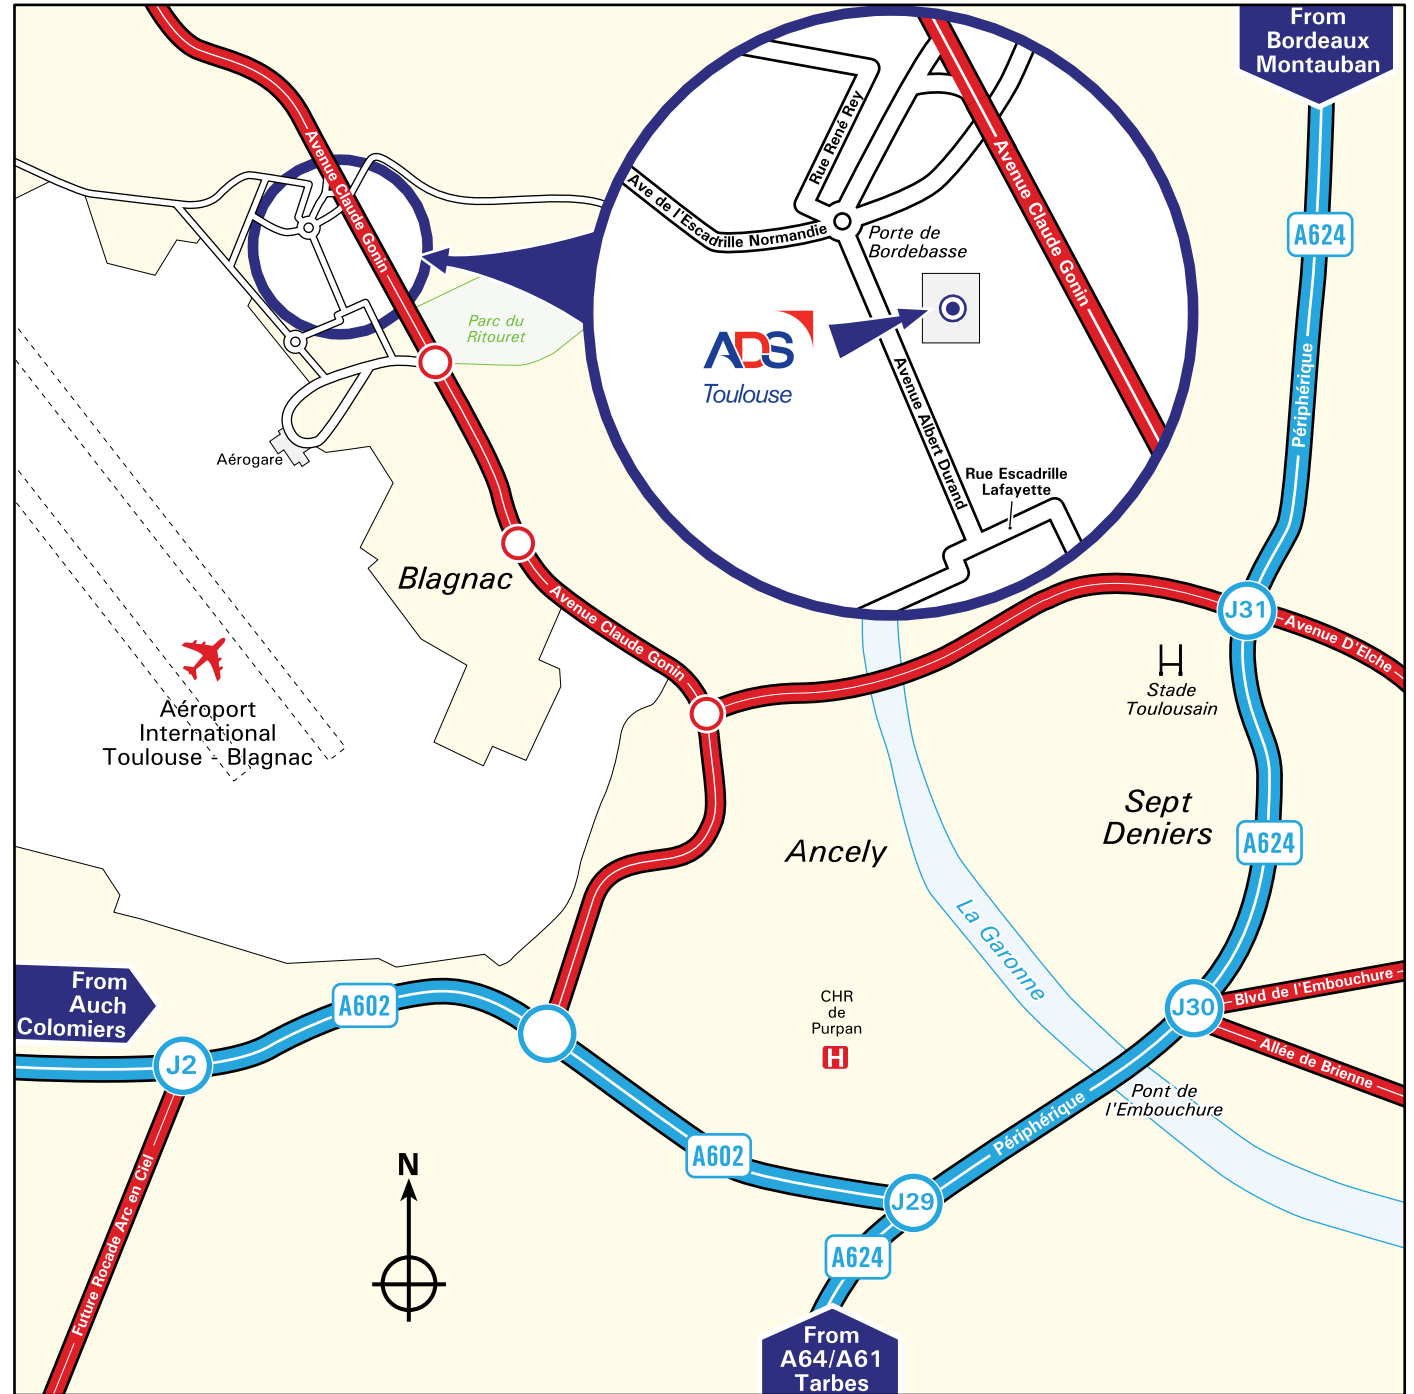 From
Bordeaux
Montauban
Avenue Claude Gonin
Rue René Rey
Avenue Claude Gonin
Ave de l'Escadrille Normandie
Porte de
Bordebasse
A624
Parc du
Ritouret
ADS
Toulouse
Avenue Albert Durand
Périphérique
Aérogare
Rue Escadrille
Lafayette
Blagnac
Avenue Claude Gonin
J31
Avenue D'Elche
Stade
Toulousain
Aéroport
International
Toulouse - Blagnac
Sept
Deniers
A624
Ancely
La Garonne
From
Auch
Colomiers
A602
CHR
de
Purpan
H
J30
Blvd de l'Embouchure
Allée de Brienne
J2
Pont de
l'Embouchure
Périphérique
A602
N
J29
Future Rocade Arc en Ciel
A624
From
A64/A61
Tarbes